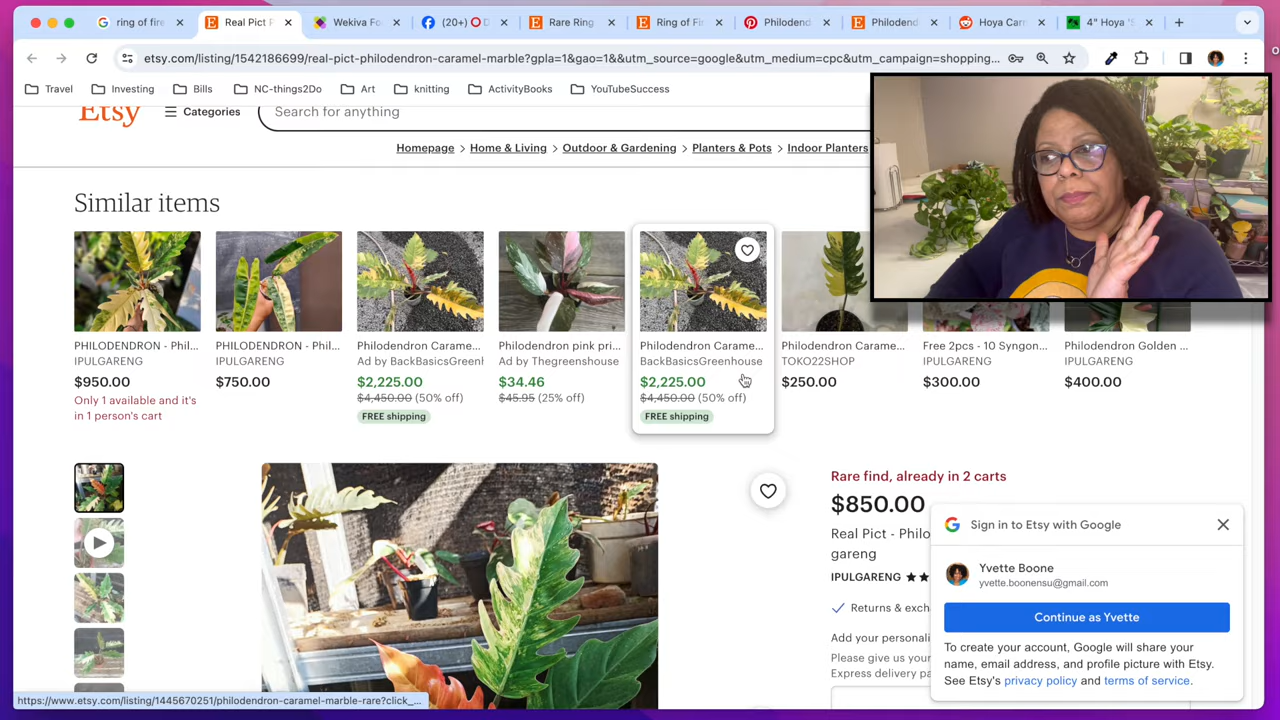 ring of fire
Real Pict P
Wekiva Fo
(20+)
Rare Ring
Ring of Fi
Philodend
Philodend
Hoya Carn
4" Hoya 'S
etsy.com/listing/1542186699/real-pict-philodendron-caramel-marble?gpla=1&gao=1&&utm_source=google&utm_medium=cpc&utm_campaign=shopping...
Travel
Investing
Bills
NC-things2Do
Art
knitting
ActivityBooks
YouTubeSuccess
Etsy
Categories
Search for anything
Homepage > Home & Living > Outdoor & Gardening > Planters & Pots > Indoor Planters
Similar items
PHILODENDRON - Phil...
IPULGARENG
$950.00
Only 1 available and it's
in 1 person's cart
PHILODENDRON - Phil...
IPULGARENG
$750.00
Philodendron Carame...
Ad by BackBasicsGreenh
$2,225.00
$4,450.00 (50% off)
FREE shipping
Philodendron pink pri...
Ad by Thegreenshouse
$34.46
$45.95 (25% off)
Philodendron Carame...
BackBasicsGreenhouse
$2,225.00
$4,450.00 (50% off)
FREE shipping
Philodendron Carame...
TOKO22SHOP
$250.00
Free 2pcs - 10 Syngon...
IPULGARENG
$300.00
Philodendron Golden ...
IPULGARENG
$400.00
Rare find, already in 2 carts
$850.00
Real Pict - Philo
gareng
IPULGARENG
Returns & exch
Add your personali
Please give us your
Express delivery pa
Sign in to Etsy with Google
Yvette Boone
yvette.boonensu@gmail.com
Continue as Yvette
To create your account, Google will share your
name, email address, and profile picture with Etsy.
See Etsy's privacy policy and terms of service.
https://www.etsy.com/listing/1445670251/philodendron-caramel-marble-rare?click_...